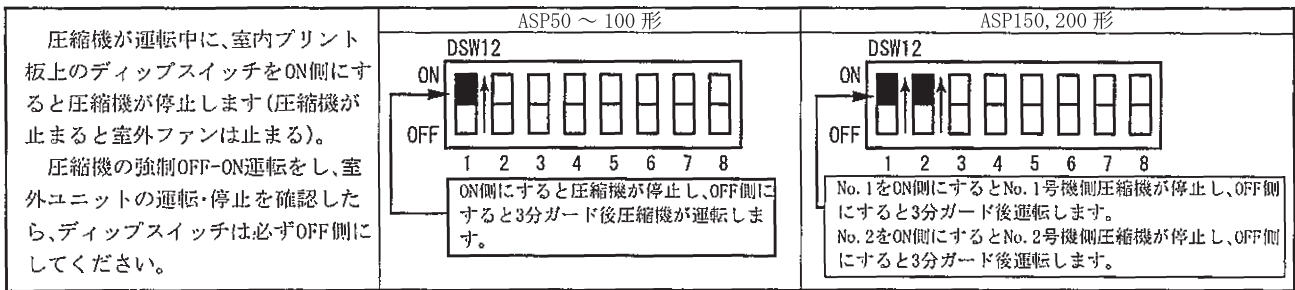 圧縮機が運転中に、室内プリント
板上のディップスイッチをON側にす
ると圧縮機が停止します(圧縮機が
止まると室外ファンは止まる)。
圧縮機の強制OFF-ON運転をし、室
外ユニットの運転・停止を確認した
ら、ディップスイッチは必ずOFF側に
してください。
ASP50 ～ 100 形
DSW12
ON
OFF
1 2 3 4 5 6 7 8
ON側にすると圧縮機が停止し、OFF側に
すると3分ガード後圧縮機が運転しま
す。
ASP150, 200 形
DSW12
ON
OFF
1 2 3 4 5 6 7 8
No.1をON側にするとNo.1号機側圧縮機が停止し、OFF側
にすると3分ガード後運転します。
No.2をON側にするとNo.2号機側圧縮機が停止し、OFF側
にすると3分ガード後運転します。